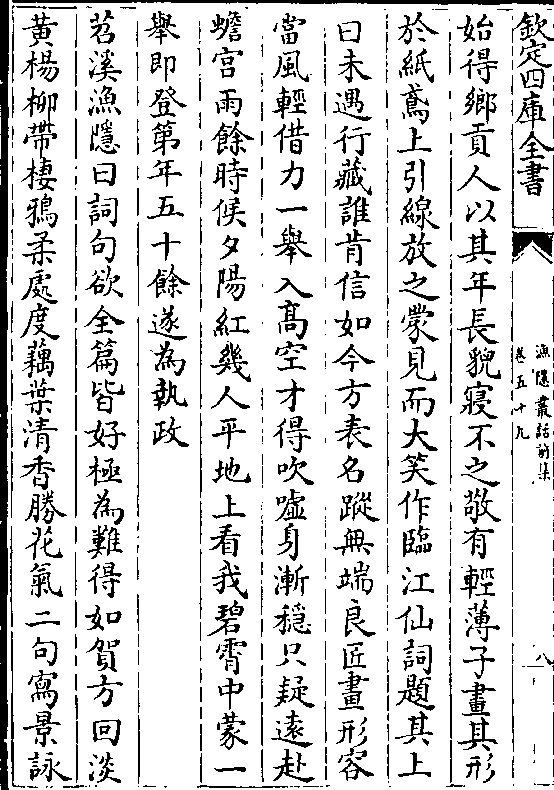 欽定四庫全書
漁隱叢話前集
卷五十九
八
始得鄉貢人以其年長貌寢不之敬有輕薄子畫其形
於紙鳶上引線放之蒙見而大笑作臨江仙詞題其上
曰未遇行藏誰肯信如今方表名蹤無端良匠畫形容
當風輕借力一舉入髙空才得吹噓身漸穩只疑遠赴
蟾宫雨餘時候夕陽紅幾人平地上看我碧霄中蒙一
舉即登第年五十餘遂為執政
苕溪漁隱曰詞句欲全篇皆好極為難得如賀方回淡
黃楊柳帶棲鴉柔處度藕葉清香勝花氣二句寫景詠